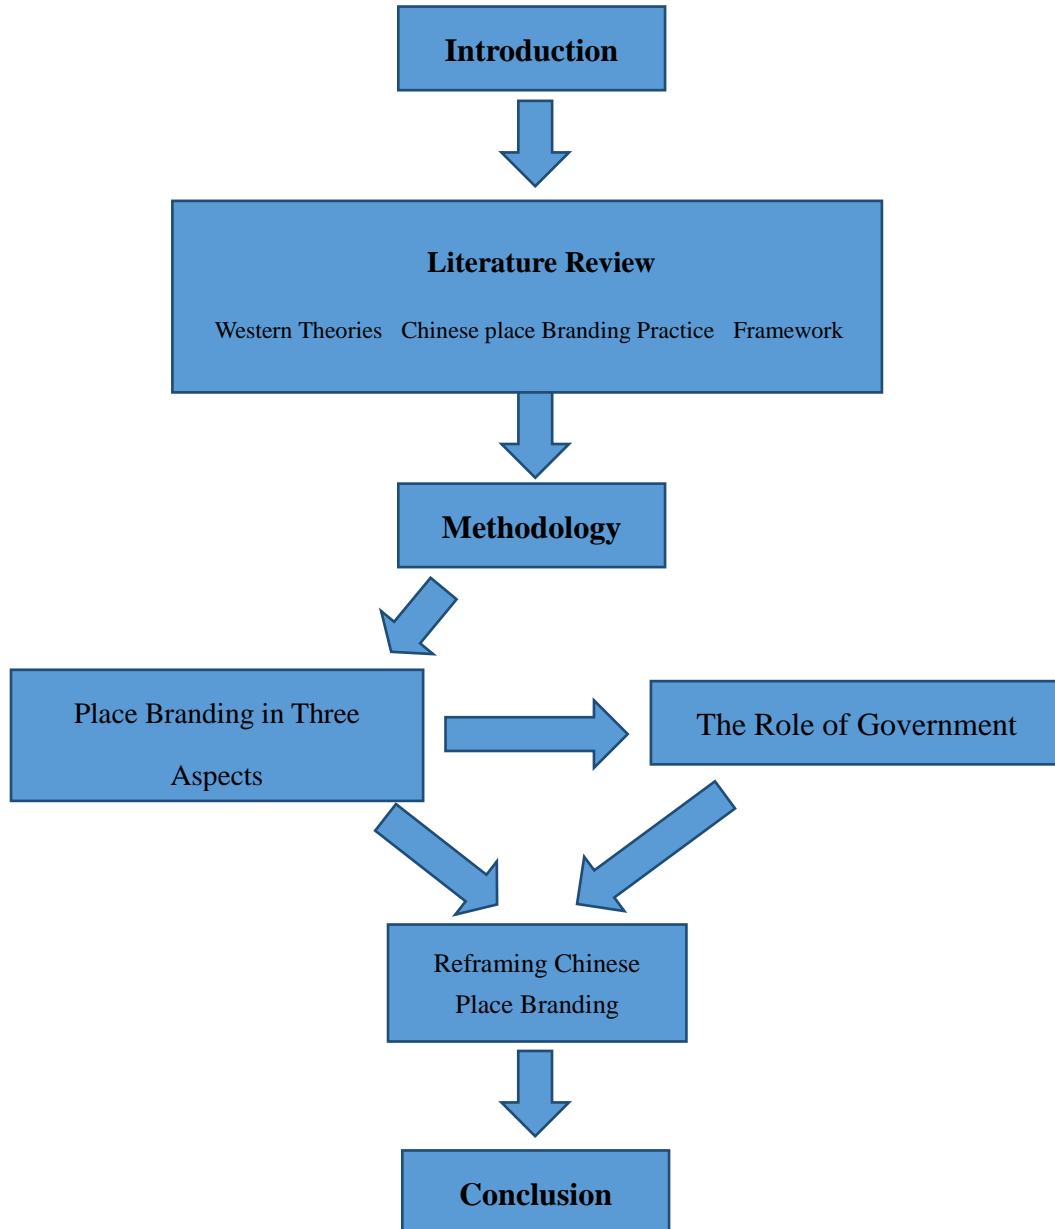 Introduction
Literature Review
Western Theories Chinese place Branding Practice Framework
Methodology
Place Branding in Three
Aspects
The Role of Government
Reframing Chinese
Place Branding
Conclusion